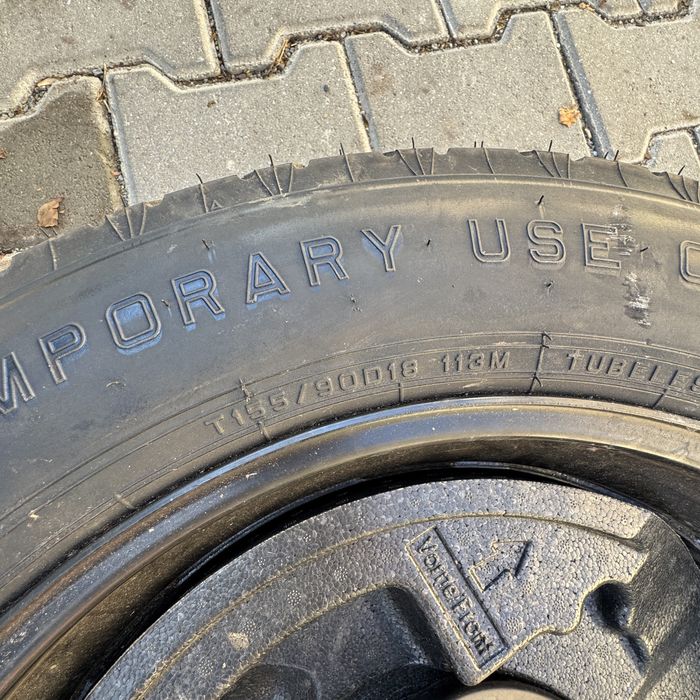 MPORARY USE O
T155/90D18 113M TUBELES
Vorne
Front